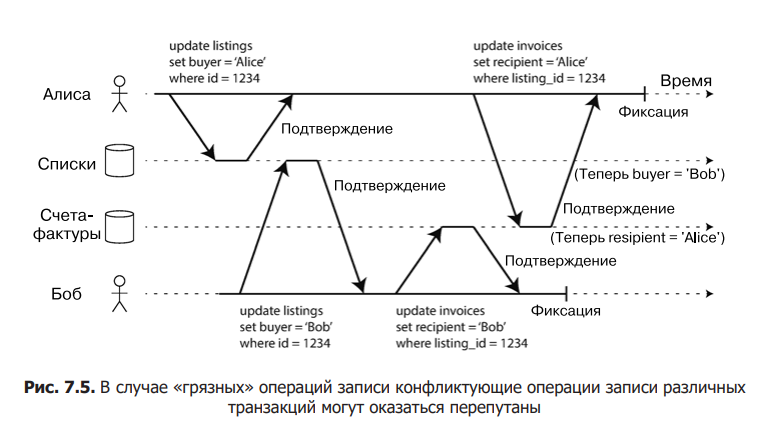 update listings
set buyer = 'Alice'
where id = 1234
update invoices
set recipient = 'Alice'
where listing_id = 1234
Время
Алиса
Фиксация
Подтверждение
Списки
(Теперь buyer = 'Bob')
Подтверждение
Счета-
фактуры
Подтверждение
(Теперь resipient = 'Alice')
Подтверждение
Боб
update listings
set buyer = 'Bob'
where id = 1234
update invoices
set recipient = 'Bob'
where listing_id = 1234
Фиксация
Рис. 7.5. В случае «грязных» операций записи конфликтующие операции записи различных
транзакций могут оказаться перепутаны